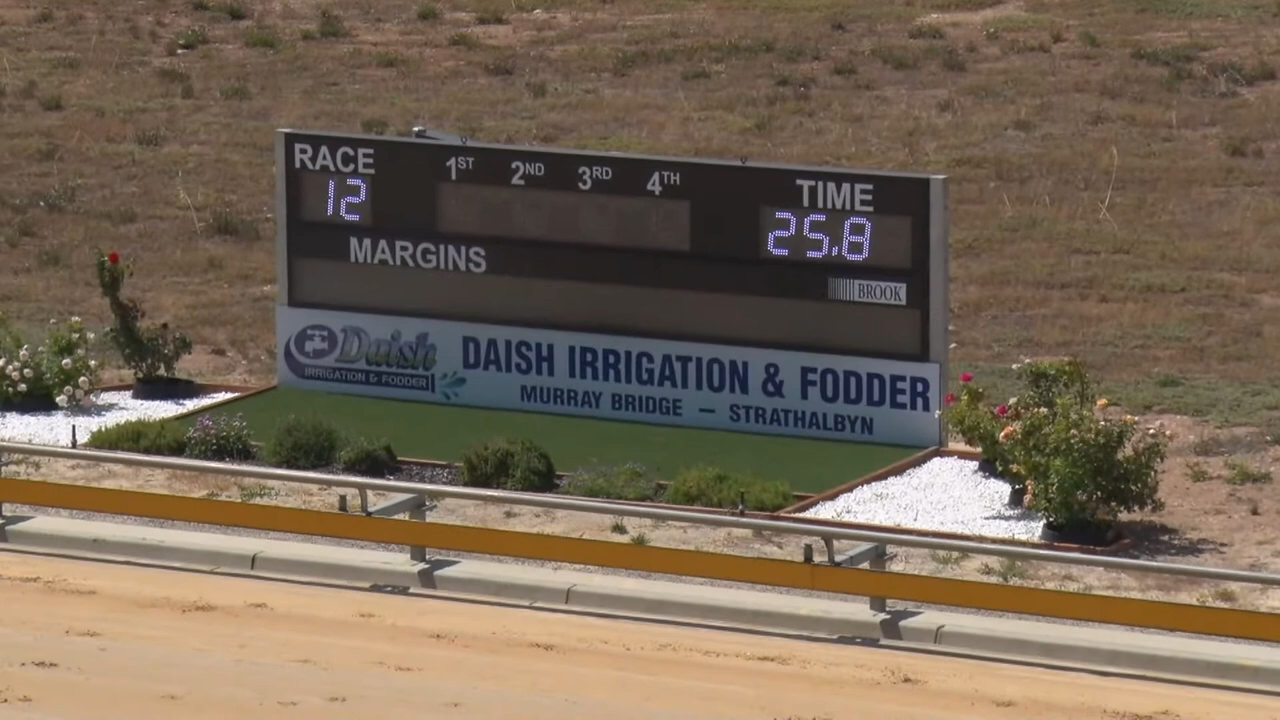 RACE 1ST 2ND 3RD 4TH TIME
12 25.8
MARGINS
BROOK
Daish
IRRIGATION & FODDER
DAISH IRRIGATION & FODDER
MURRAY BRIDGE – STRATHALBYN